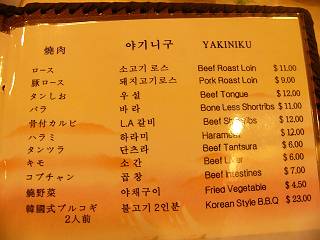 燒肉 야기니구 YAKINIKU
ロース 소고기로스 Beef Roast Loin $ 11.00
豚ロース 돼지고기로스 Pork Roast Loin $ 9.00
タンしお 우설 Beef Tongue $ 12.00
バラ 바라 Bone Less Shortribs $ 11.00
骨付カルビ L.A 갈비 Beef Shortribs $ 12.00
ハラミ 하라미 Harameet $ 12.00
タンツラ 단츠라 Beef Tantsura $ 6.00
キモ 소간 Beef Liver $ 6.00
コプチャン 곱창 Beef Intestines $ 7.00
焼野菜 야채구이 Fried Vegetable $ 4.50
韓國式プルコギ 불고기 2인분 Korean Style B.B.Q $ 23.00
2人前